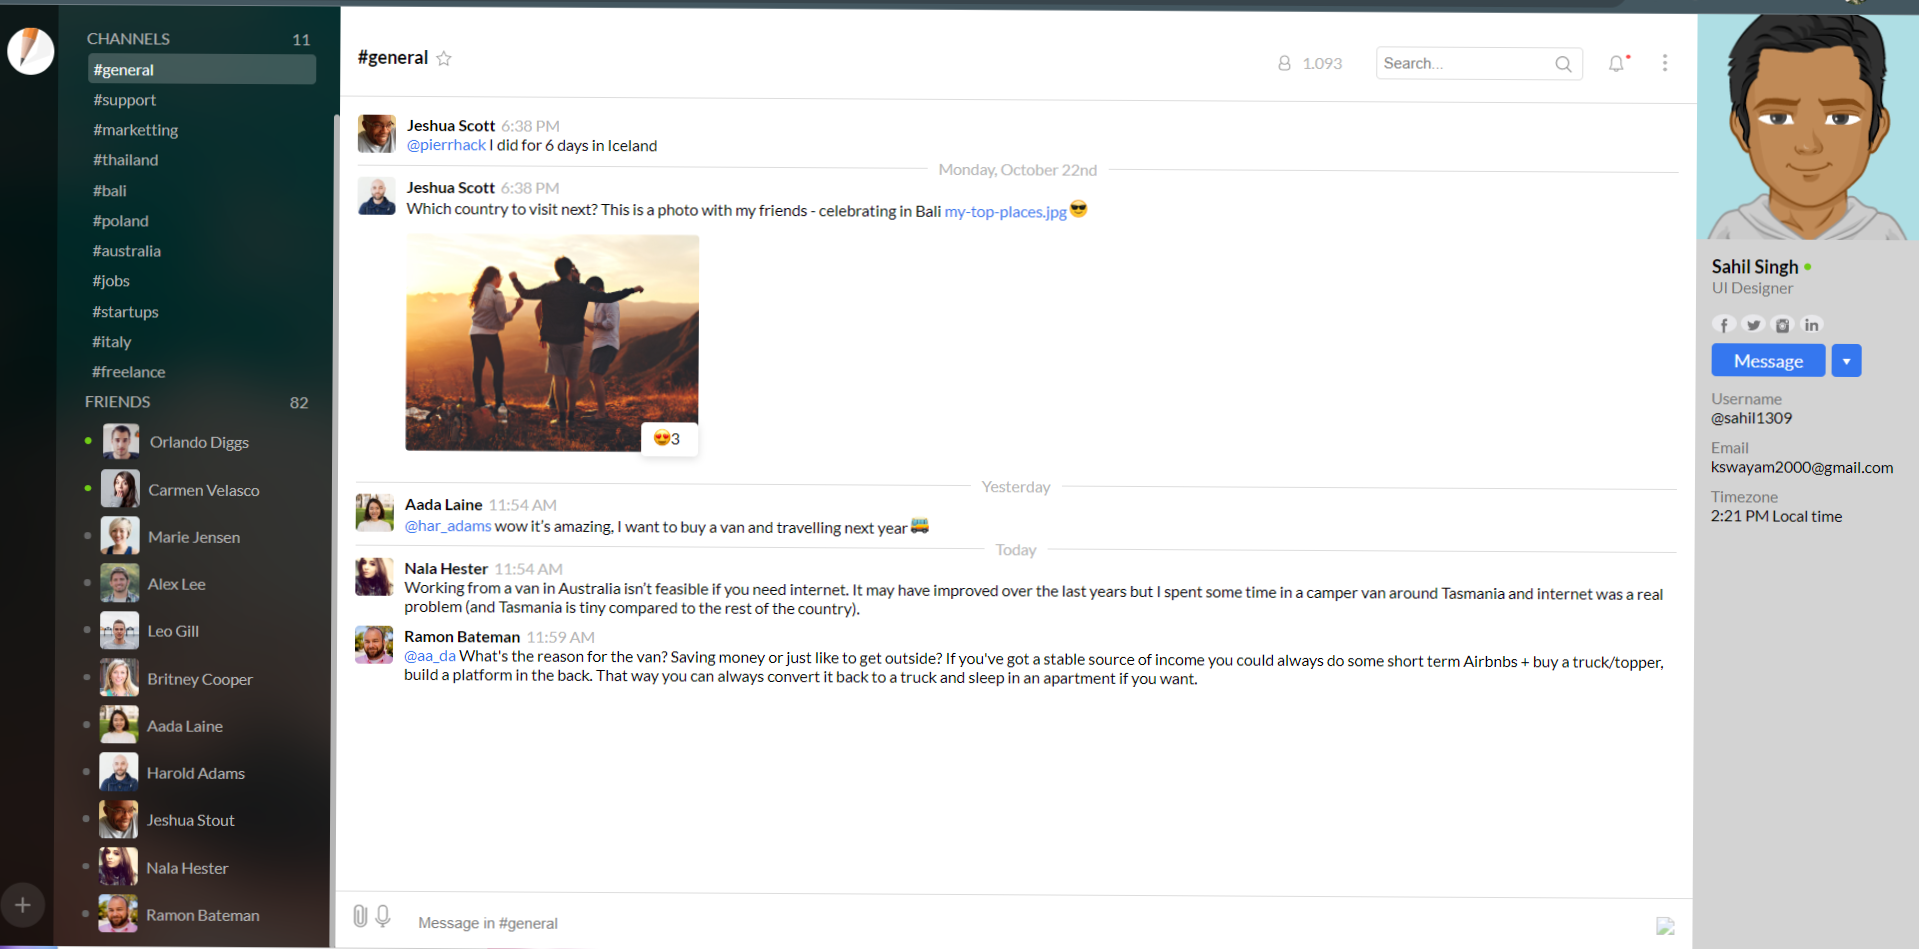 CHANNELS 11
#general
#support
#marketting
#thailand
#bali
#poland
#australia
#jobs
#startups
#italy
#freelance
FRIENDS 82
Orlando Diggs
Carmen Velasco
Marie Jensen
Alex Lee
Leo Gill
Britney Cooper
Aada Laine
Harold Adams
Jeshua Stout
Nala Hester
Ramon Bateman
#general
1.093
Search...
Jeshua Scott 6:38 PM
@pierrhack I did for 6 days in Iceland
Monday, October 22nd
Jeshua Scott 6:38 PM
Which country to visit next? This is a photo with my friends - celebrating in Bali my-top-places.jpg 😎
😍3
Yesterday
Aada Laine 11:54 AM
@har_adams wow it’s amazing, I want to buy a van and travelling next year 🚐
Today
Nala Hester 11:54 AM
Working from a van in Australia isn’t feasible if you need internet. It may have improved over the last years but I spent some time in a camper van around Tasmania and internet was a real
problem (and Tasmania is tiny compared to the rest of the country).
Ramon Bateman 11:59 AM
@aa_da What's the reason for the van? Saving money or just like to get outside? If you've got a stable source of income you could always do some short term Airbnbs + buy a truck/topper,
build a platform in the back. That way you can always convert it back to a truck and sleep in an apartment if you want.
Message in #general
Sahil Singh
UI Designer
Message
Username
@sahil1309
Email
kswayam2000@gmail.com
Timezone
2:21 PM Local time